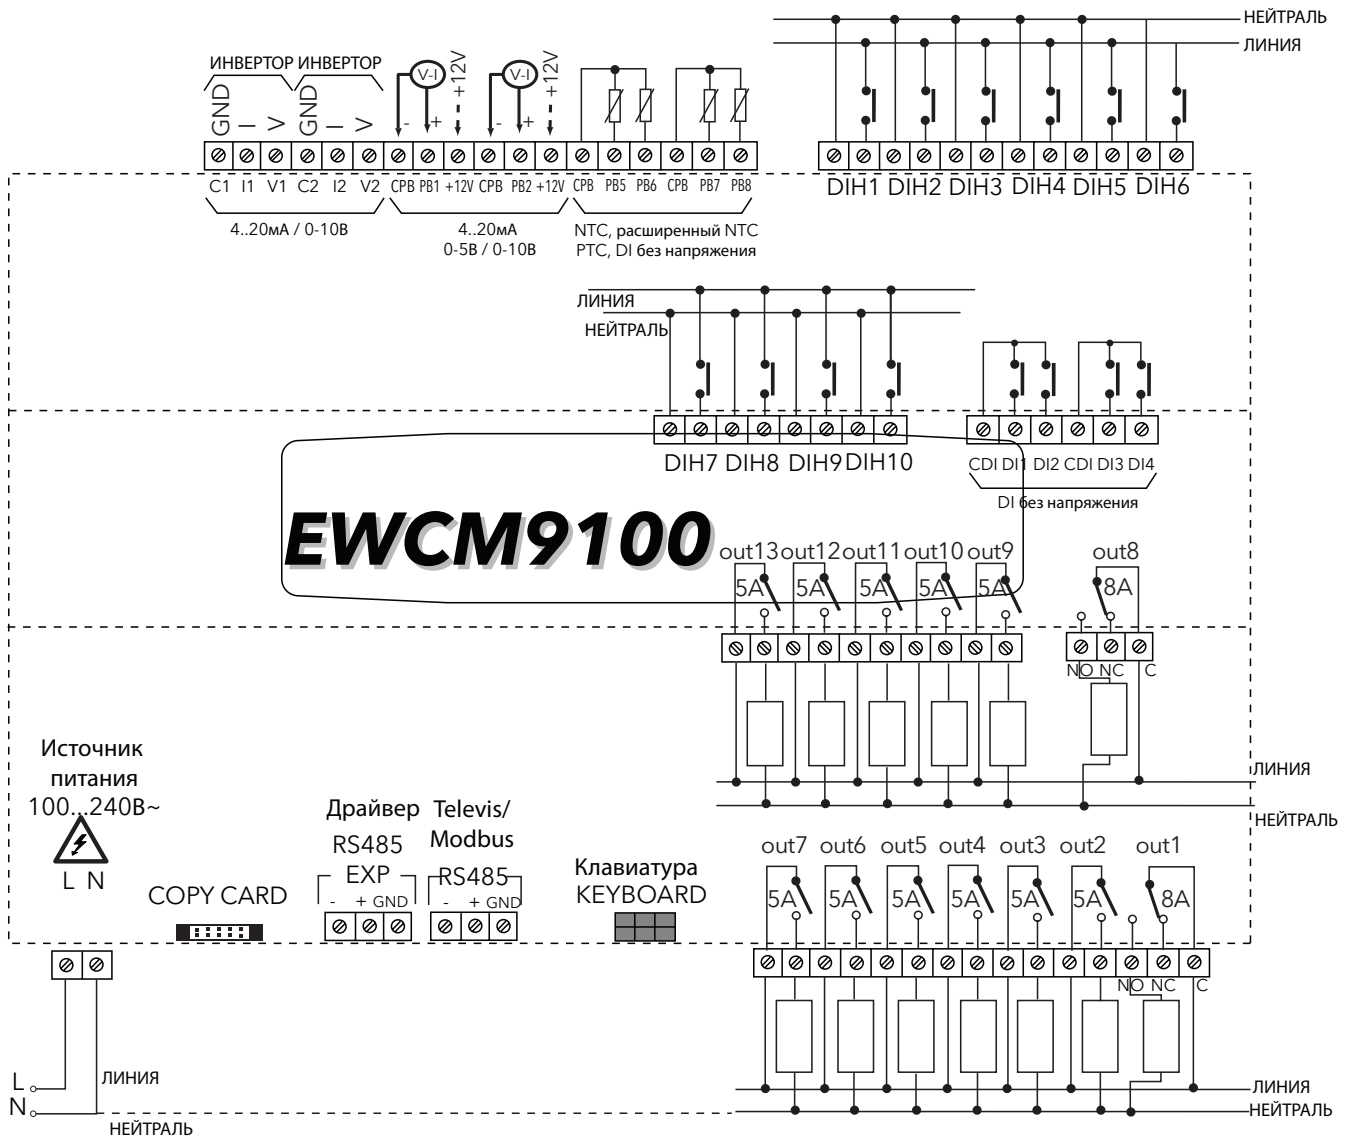 НЕЙТРАЛЬ
ЛИНИЯ
ИНВЕРТОР ИНВЕРТОР
GND I V GND I V
V-I - + +12V V-I - + +12V
C1 I1 V1 C2 I2 V2 CPB PB1 +12V CPB PB2 +12V CPB PB5 PB6 CPB PB7 PB8
DIH1 DIH2 DIH3 DIH4 DIH5 DIH6
4..20мА / 0-10В
4..20мА
0-5В / 0-10В
NTC, расширенный NTC
PTC, DI без напряжения
ЛИНИЯ
НЕЙТРАЛЬ
DIH7 DIH8 DIH9 DIH10
CDI DI1 DI2 CDI DI3 DI4
DI без напряжения
EWCM9100
out13 out12 out11 out10 out9 out8
5A 5A 5A 5A 5A 8A
NO NC C
ЛИНИЯ
НЕЙТРАЛЬ
Источник
питания
100...240В~
L N
COPY CARD
Драйвер
RS485
EXP
- + GND
Televis/
Modbus
RS485
- + GND
Клавиатура
KEYBOARD
out7 out6 out5 out4 out3 out2 out1
5A 5A 5A 5A 5A 5A 8A
NO NC C
L
N
ЛИНИЯ
НЕЙТРАЛЬ
ЛИНИЯ
НЕЙТРАЛЬ